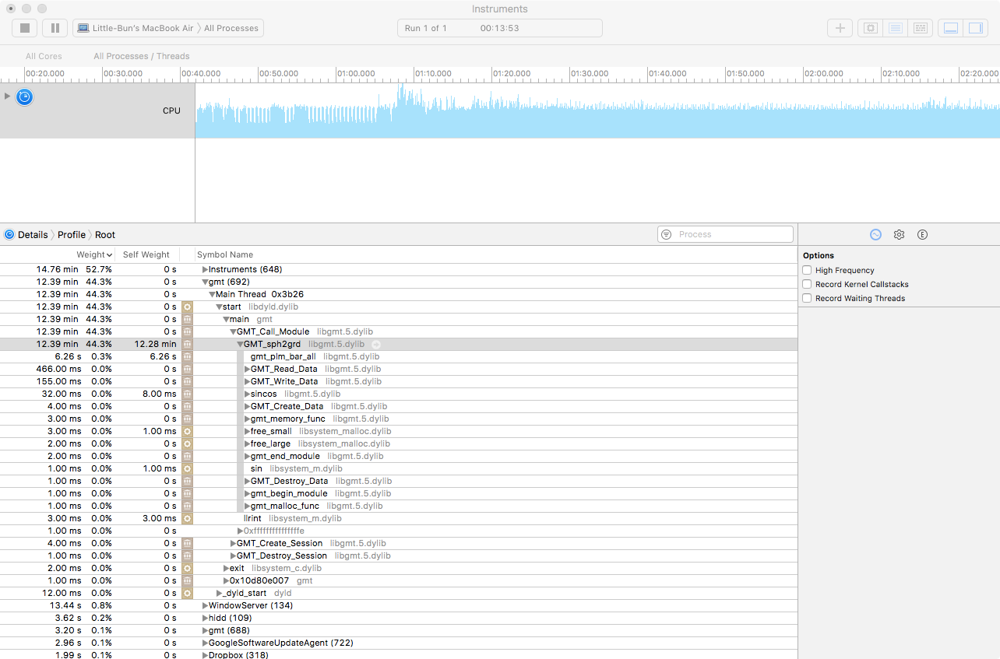 Instruments
Little-Bun's MacBook Air All Processes
Run 1 of 1 00:13:53
All Cores All Processes / Threads
00:20.000 00:30.000 00:40.000 00:50.000 01:00.000 01:10.000 01:20.000 01:30.000 01:40.000 01:50.000 02:00.000 02:10.000 02:20.000
CPU
Details Profile Root Process E
Weight Self Weight Symbol Name
Options
High Frequency
Record Kernel Callstacks
Record Waiting Threads
14.76 min 52.7% 0 s Instruments (648)
12.39 min 44.3% 0 s gmt (692)
12.39 min 44.3% 0 s Main Thread 0x3b26
12.39 min 44.3% 0 s start libdyld.dylib
12.39 min 44.3% 0 s main gmt
12.39 min 44.3% 0 s GMT_Call_Module libgmt.5.dylib
12.39 min 44.3% 12.28 min GMT_sph2grd libgmt.5.dylib
6.26 s 0.3% 6.26 s gmt_plm_bar_all libgmt.5.dylib
466.00 ms 0.0% 0 s GMT_Read_Data libgmt.5.dylib
155.00 ms 0.0% 0 s GMT_Write_Data libgmt.5.dylib
32.00 ms 0.0% 8.00 ms sincos libgmt.5.dylib
4.00 ms 0.0% 0 s GMT_Create_Data libgmt.5.dylib
3.00 ms 0.0% 0 s gmt_memory_func libgmt.5.dylib
3.00 ms 0.0% 1.00 ms free_small libsystem_malloc.dylib
2.00 ms 0.0% 0 s free_large libsystem_malloc.dylib
2.00 ms 0.0% 0 s gmt_end_module libgmt.5.dylib
1.00 ms 0.0% 1.00 ms sin libsystem_m.dylib
1.00 ms 0.0% 0 s GMT_Destroy_Data libgmt.5.dylib
1.00 ms 0.0% 0 s gmt_begin_module libgmt.5.dylib
1.00 ms 0.0% 0 s gmt_malloc_func libgmt.5.dylib
3.00 ms 0.0% 3.00 ms llrint libsystem_m.dylib
1.00 ms 0.0% 0 s 0xfffffffffffffffe
4.00 ms 0.0% 0 s GMT_Create_Session libgmt.5.dylib
1.00 ms 0.0% 0 s GMT_Destroy_Session libgmt.5.dylib
2.00 ms 0.0% 0 s exit libsystem_c.dylib
1.00 ms 0.0% 0 s 0x10d80e007 gmt
12.00 ms 0.0% 0 s _dyld_start dyld
13.44 s 0.8% 0 s WindowServer (134)
3.62 s 0.2% 0 s hidd (109)
3.20 s 0.1% 0 s gmt (688)
2.96 s 0.1% 0 s GoogleSoftwareUpdateAgent (722)
1.99 s 0.1% 0 s Dropbox (318)